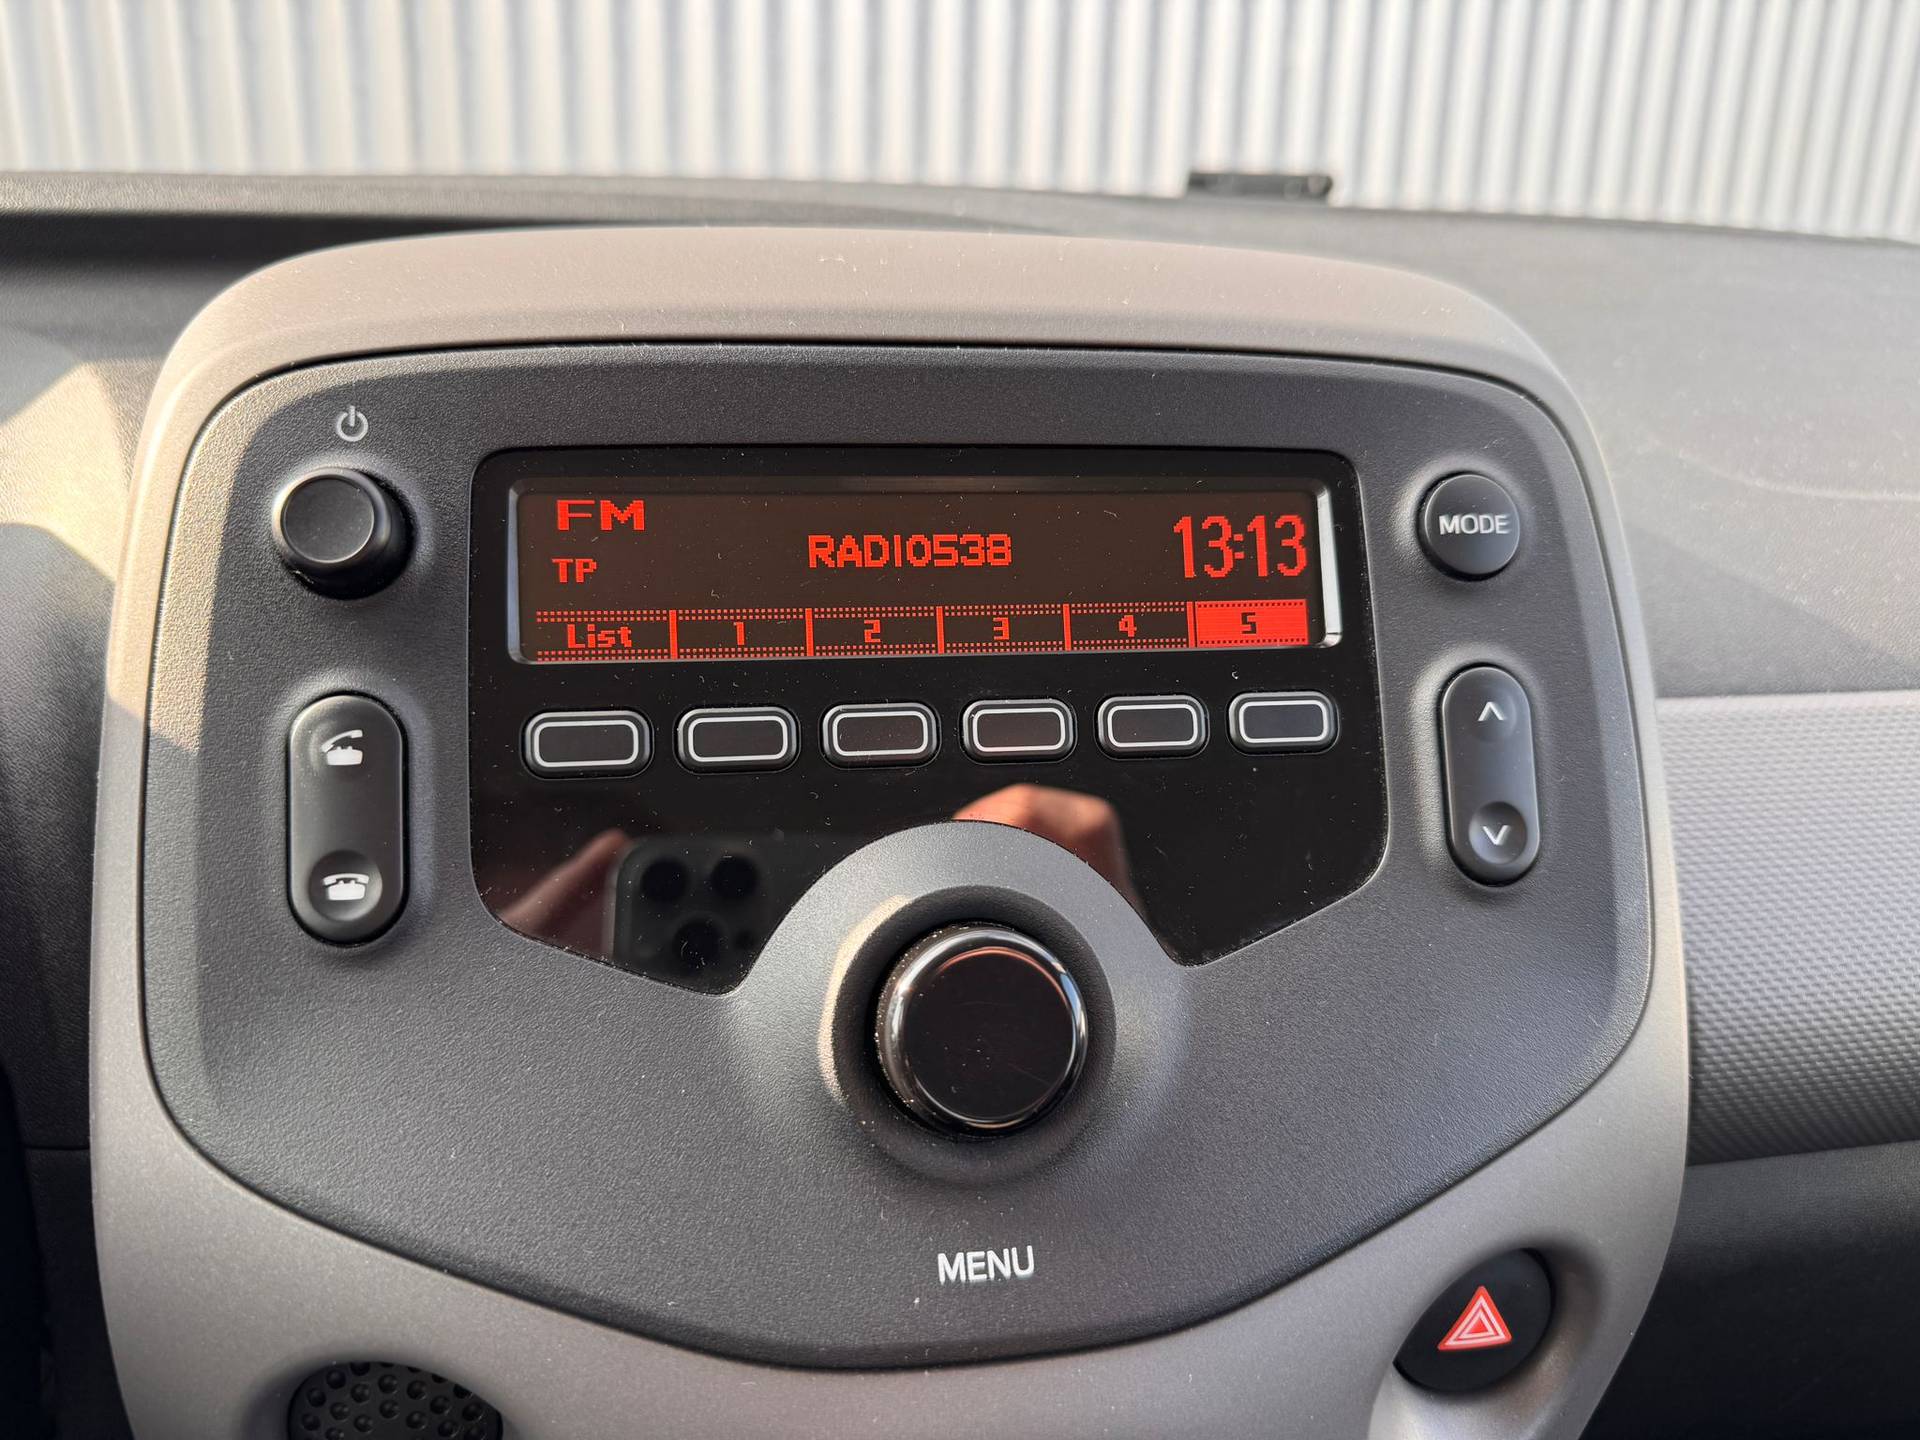 FM
TP
RADIO538
13:13
List 1 2 3 4 5
MODE
MENU